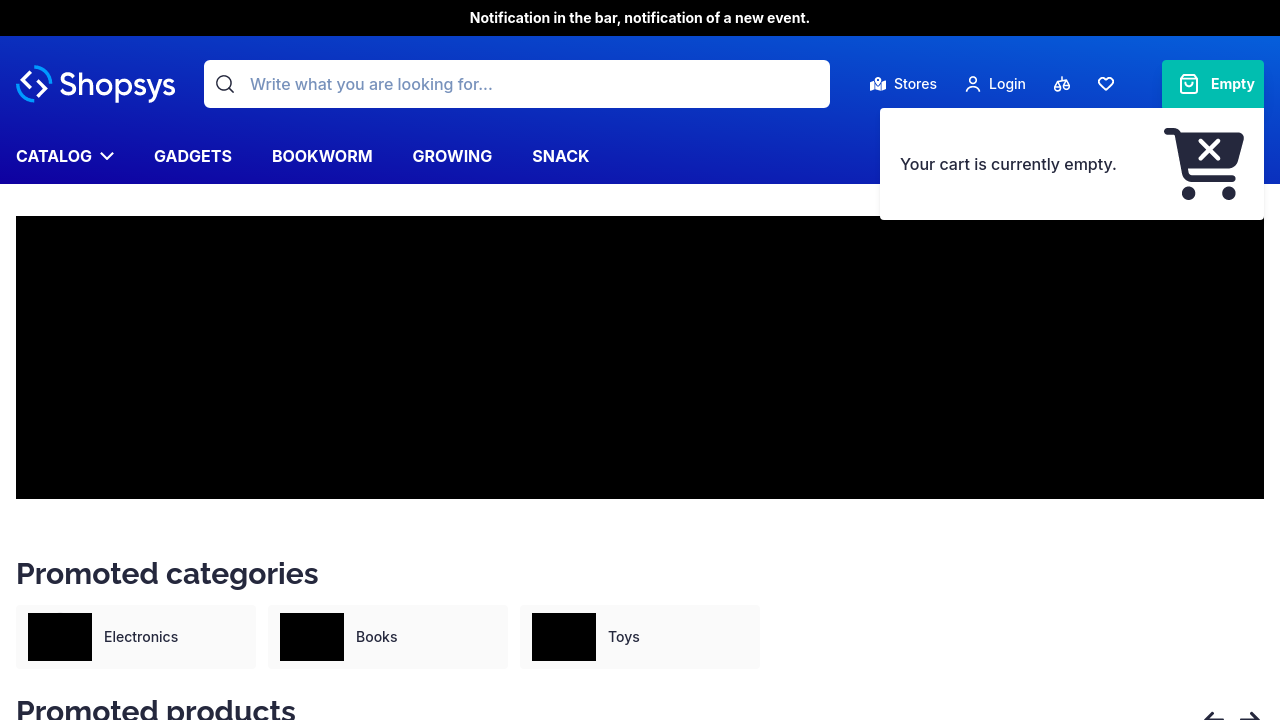 Notification in the bar, notification of a new event.
Shopsys
Write what you are looking for...
Stores
Login
Empty
CATALOG
GADGETS
BOOKWORM
GROWING
SNACK
Your cart is currently empty.
Promoted categories
Electronics
Books
Toys
Promoted products